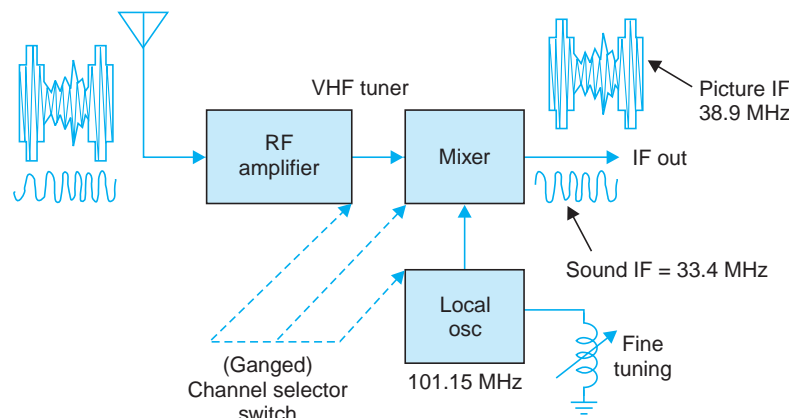 VHF tuner
Picture IF
38.9 MHz
RF
amplifier
Mixer
IF out
Sound IF = 33.4 MHz
Local
osc
Fine
tuning
(Ganged)
Channel selector
switch
101.15 MHz